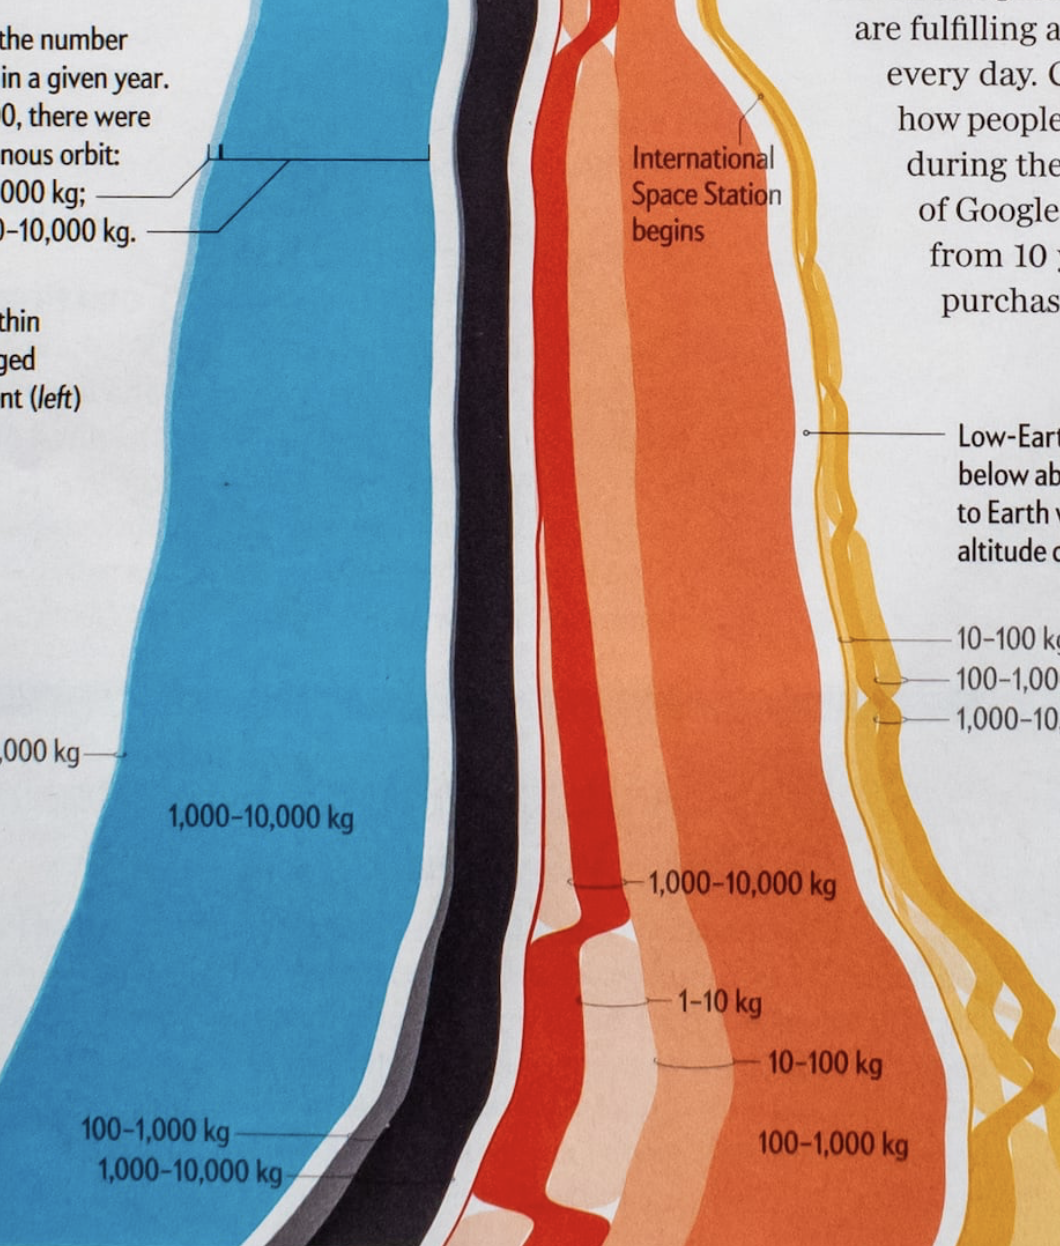 the number
in a given year.
0, there were
nous orbit:
000 kg;
0–10,000 kg.
thin
ged
nt (left)
,000 kg
1,000–10,000 kg
100–1,000 kg
1,000–10,000 kg
International
Space Station
begins
1,000–10,000 kg
1–10 kg
10–100 kg
100–1,000 kg
are fulfilling a
every day.
how people
during the
of Google
from 10
purchas
Low-Eart
below ab
to Earth
altitude
10–100 kg
100–1,00
1,000–10,